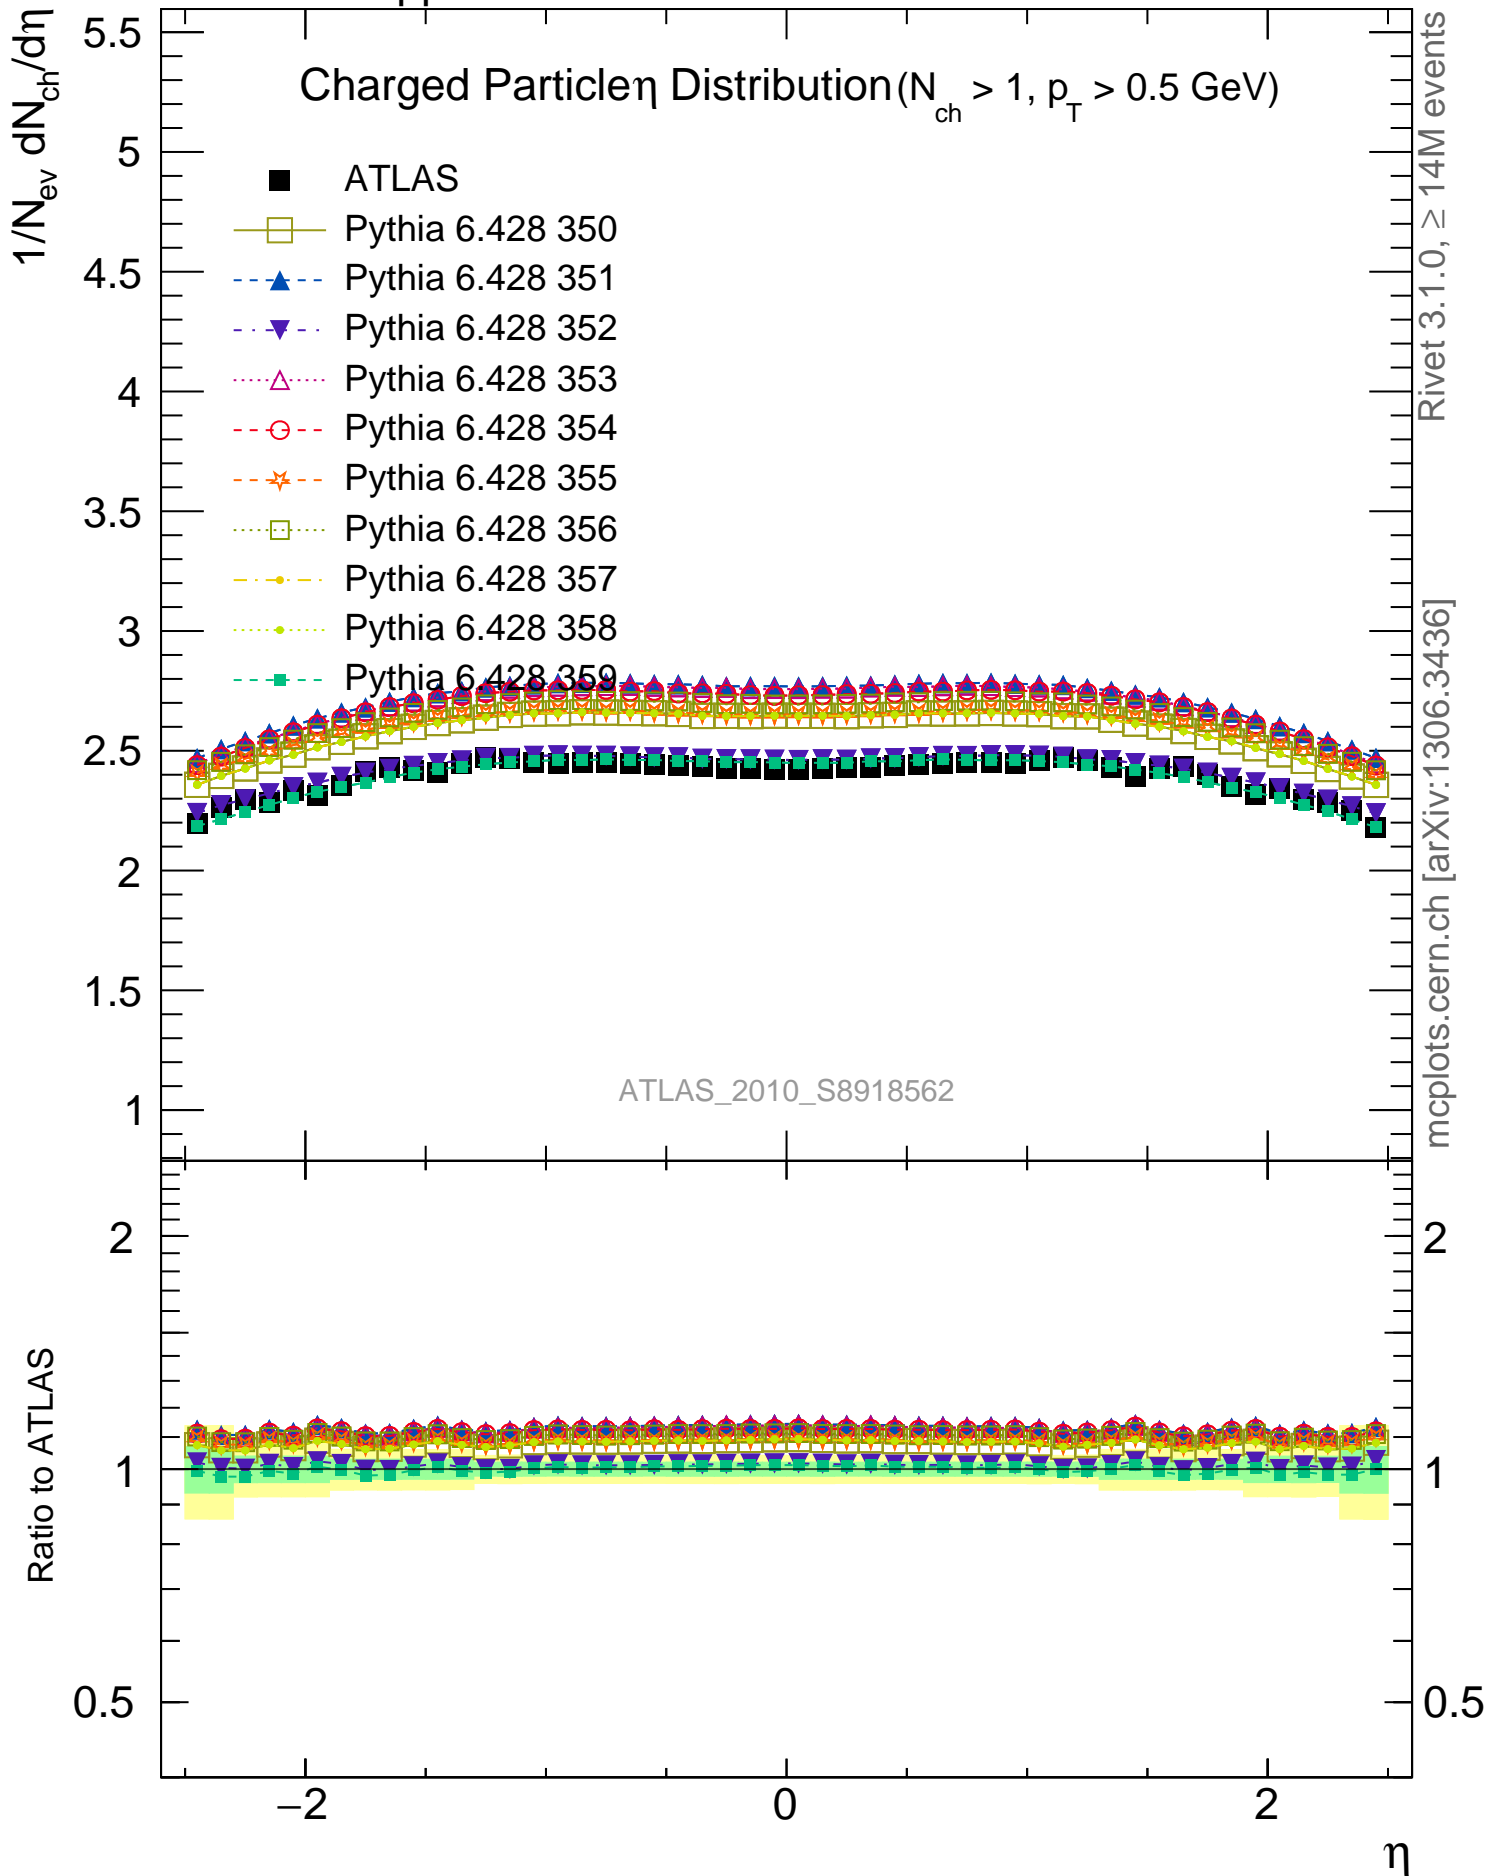 pp
1/N_ev dN_ch/dη
Charged Particleη Distribution(N_ch > 1, p_T > 0.5 GeV)
ATLAS
Pythia 6.428 350
Pythia 6.428 351
Pythia 6.428 352
Pythia 6.428 353
Pythia 6.428 354
Pythia 6.428 355
Pythia 6.428 356
Pythia 6.428 357
Pythia 6.428 358
Pythia 6.428 359
5.5
5
4.5
4
3.5
3
2.5
2
1.5
1
ATLAS_2010_S8918562
Rivet 3.1.0, ≥ 14M events
mcplots.cern.ch [arXiv:1306.3436]
Ratio to ATLAS
2
1
0.5
2
1
0.5
−2
0
2
η